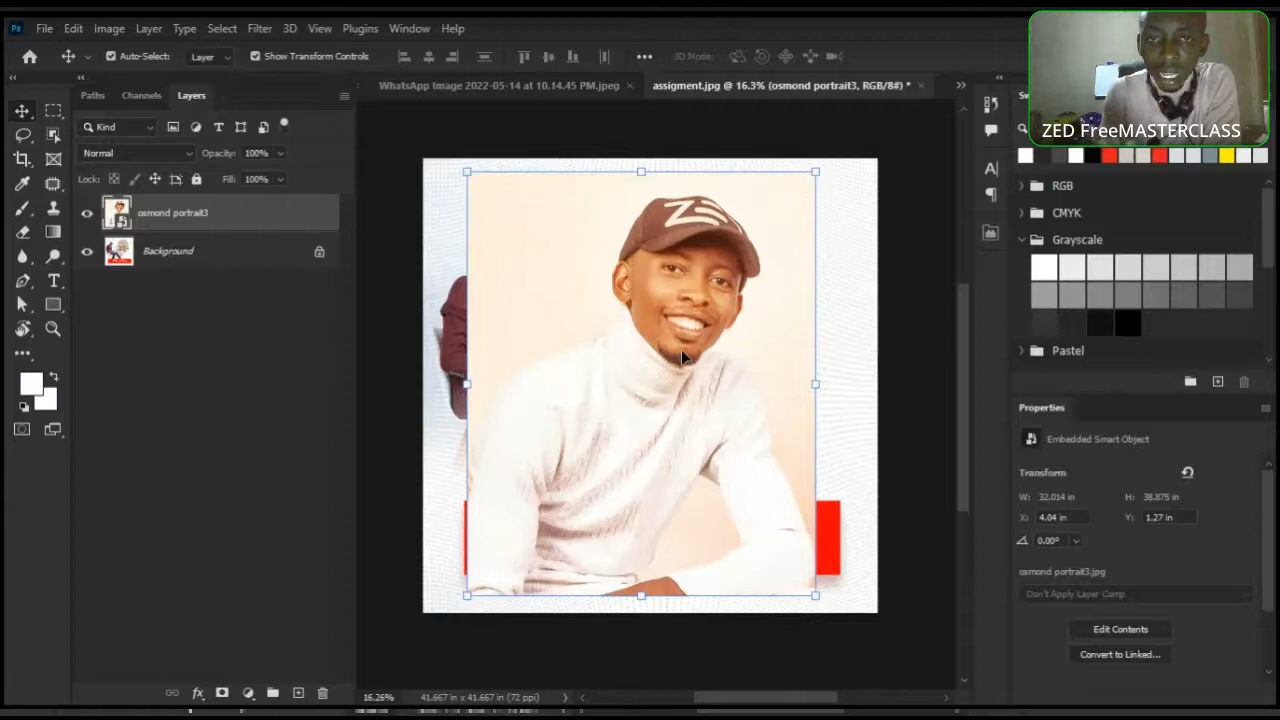 Ps File Edit Image Layer Type Select Filter 3D View Plugins Window Help
Auto-Select: Layer Show Transform Controls 3D Mode:
WhatsApp Image 2022-05-14 at 10.14.45 PM.jpeg × assigment.jpg @ 16.3% (osmond portrait3, RGB/8#) * ×
ZED FreeMASTERCLASS
Paths Channels Layers
Kind
Normal Opacity: 100%
Lock: Fill: 100%
osmond portrait3
Background
RGB
CMYK
Grayscale
Pastel
Properties
Embedded Smart Object
Transform
W: 32.014 in H: 38.875 in
X: 4.04 in Y: 1.27 in
0.00°
osmond portrait3.jpg
Don't Apply Layer Comp
Edit Contents
Convert to Linked...
16.26% 41.667 in x 41.667 in (72 ppi)